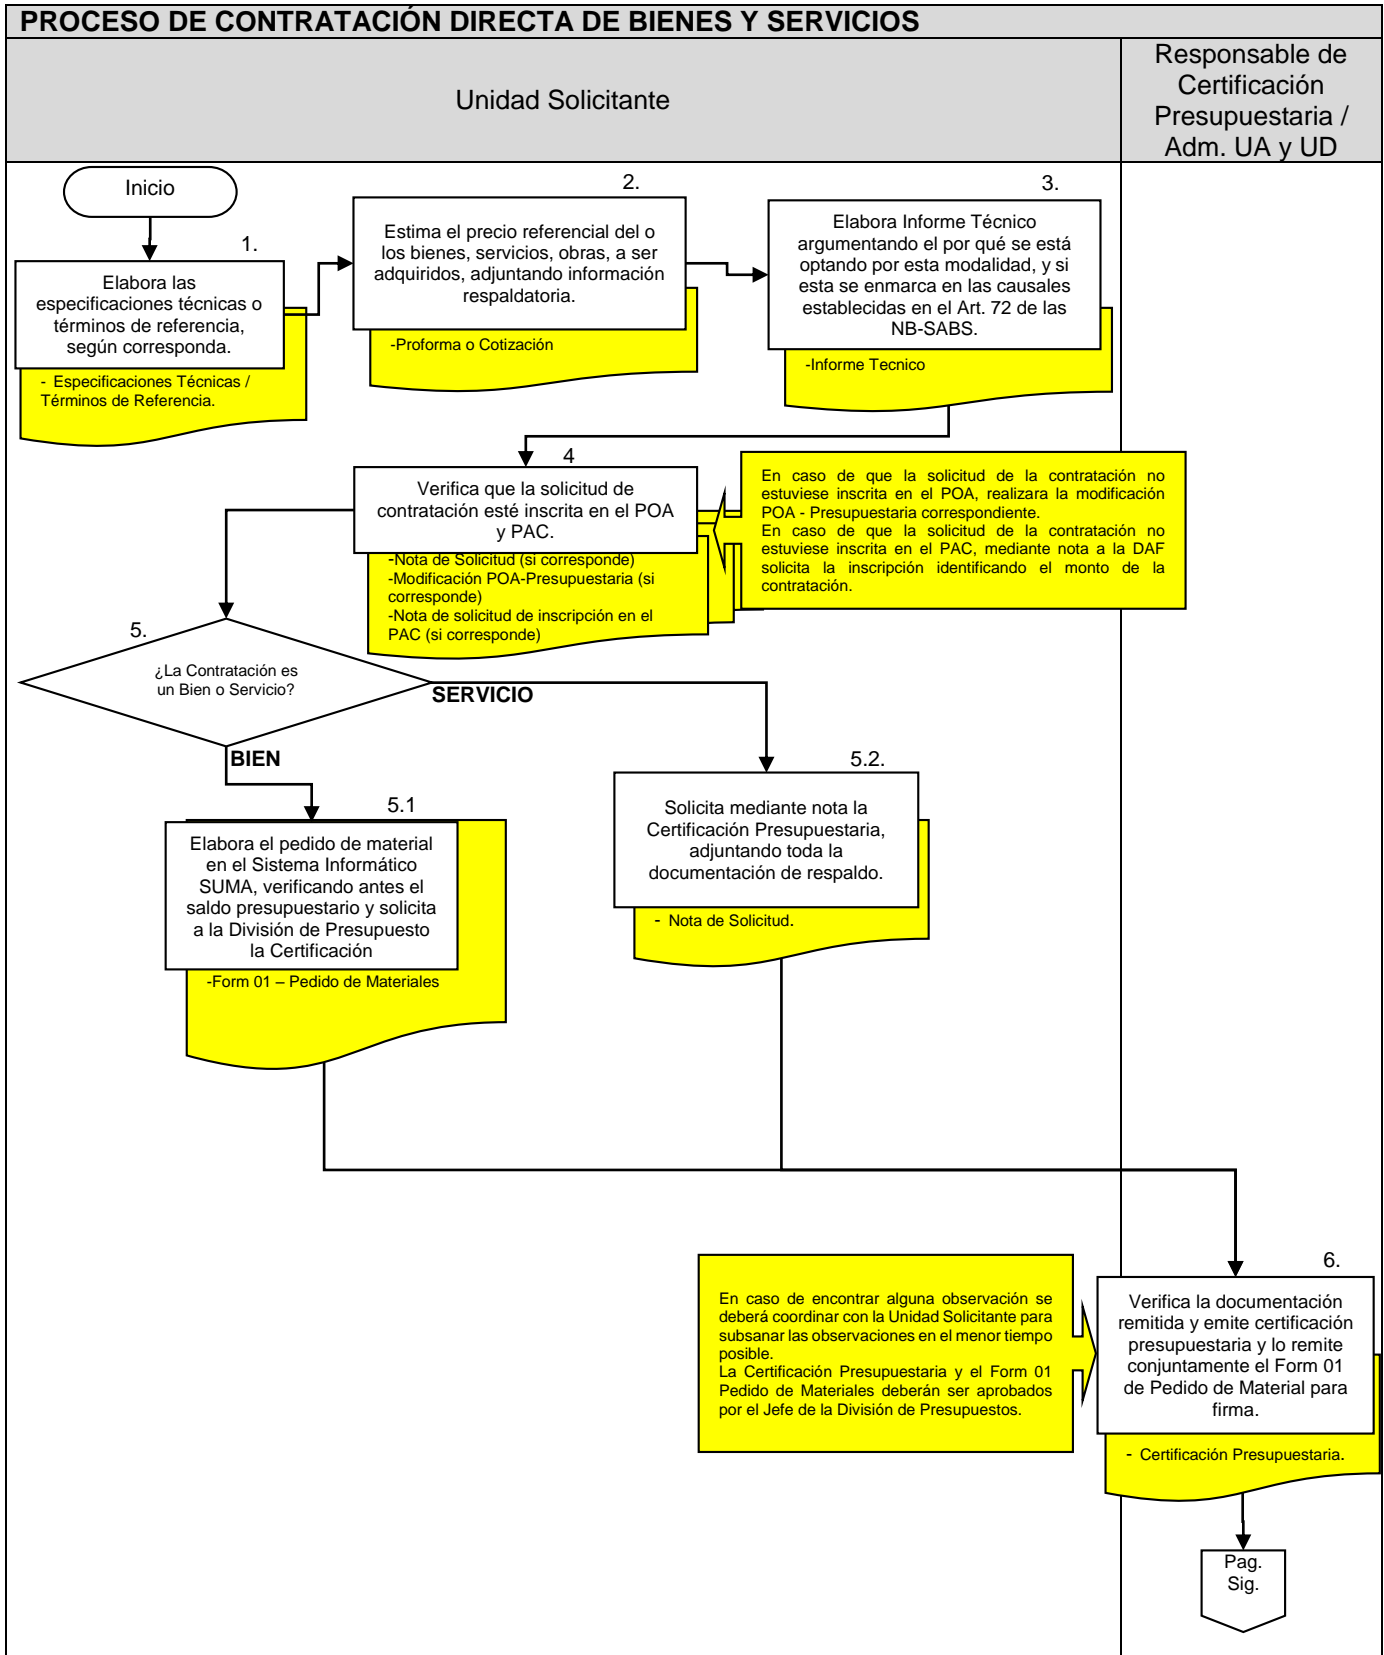 PROCESO DE CONTRATACIÓN DIRECTA DE BIENES Y SERVICIOS
Unidad Solicitante
Responsable de
Certificación
Presupuestaria /
Adm. UA y UD
Inicio
1.
Elabora las
especificaciones técnicas o
términos de referencia,
según corresponda.
- Especificaciones Técnicas /
Términos de Referencia.
2.
Estima el precio referencial del o
los bienes, servicios, obras, a ser
adquiridos, adjuntando información
respaldatoria.
-Proforma o Cotización
3.
Elabora Informe Técnico
argumentando el por qué se está
optando por esta modalidad, y si
esta se enmarca en las causales
establecidas en el Art. 72 de las
NB-SABS.
-Informe Tecnico
4
Verifica que la solicitud de
contratación esté inscrita en el POA
y PAC.
-Nota de Solicitud (si corresponde)
-Modificación POA-Presupuestaria (si
corresponde)
-Nota de solicitud de inscripción en el
PAC (si corresponde)
En caso de que la solicitud de la contratación no
estuviese inscrita en el POA, realizara la modificación
POA - Presupuestaria correspondiente.
En caso de que la solicitud de la contratación no
estuviese inscrita en el PAC, mediante nota a la DAF
solicita la inscripción identificando el monto de la
contratación.
5.
¿La Contratación es
un Bien o Servicio?
SERVICIO
BIEN
5.1
Elabora el pedido de material
en el Sistema Informático
SUMA, verificando antes el
saldo presupuestario y solicita
a la División de Presupuesto
la Certificación
-Form 01 – Pedido de Materiales
5.2.
Solicita mediante nota la
Certificación Presupuestaria,
adjuntando toda la
documentación de respaldo.
- Nota de Solicitud.
En caso de encontrar alguna observación se
deberá coordinar con la Unidad Solicitante para
subsanar las observaciones en el menor tiempo
posible.
La Certificación Presupuestaria y el Form 01
Pedido de Materiales deberán ser aprobados
por el Jefe de la División de Presupuestos.
6.
Verifica la documentación
remitida y emite certificación
presupuestaria y lo remite
conjuntamente el Form 01
de Pedido de Material para
firma.
- Certificación Presupuestaria.
Pag.
Sig.